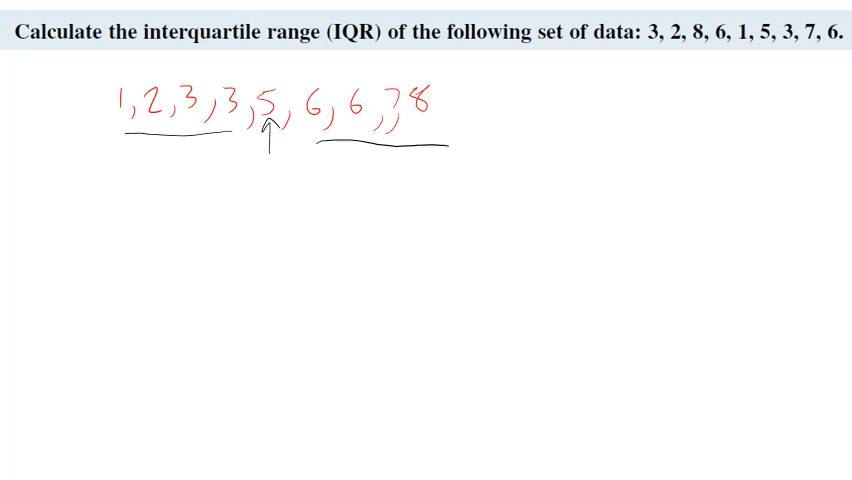 Calculate the interquartile range (IQR) of the following set of data: 3, 2, 8, 6, 1, 5, 3, 7, 6.
1, 2, 3, 3, 5, 6, 6, 7, 8